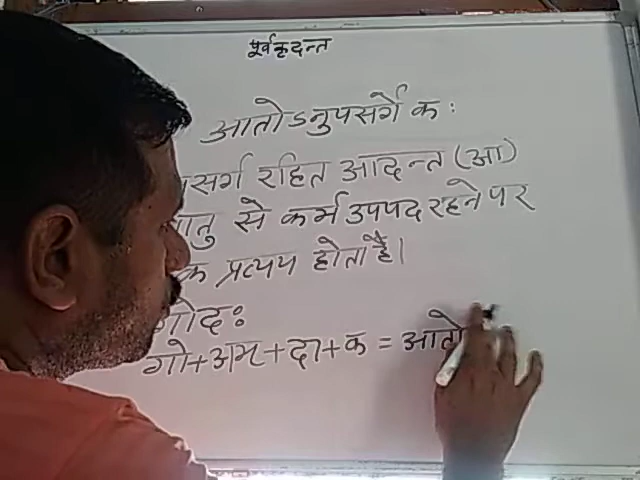 पूर्वकृदन्त
आतोऽनुपसर्गे कः
सर्ग रहित आदन्त (आ)
से कर्म उपपद रहने पर
क प्रत्यय होता है।
गोदः
गो+अम+दा+क = आतो